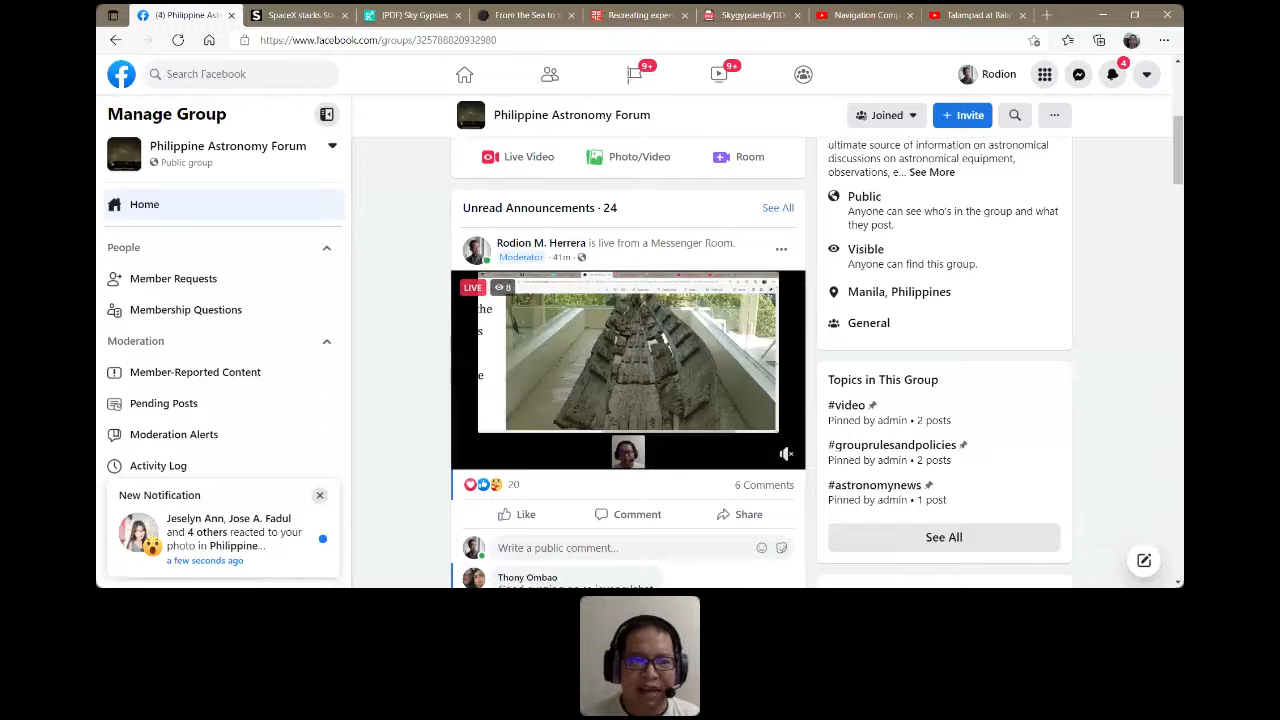 (4) Philippine Ast
SpaceX stacks Sta
(PDF) Sky Gypsies
From the Sea to
Recreating exper
SkygypsiesbyTJD
Navigation Comp
Talampad at Bala
https://www.facebook.com/groups/325788820932980
Search Facebook
9+
9+
Rodion
4
Manage Group
Philippine Astronomy Forum
Public group
Home
People
Member Requests
Membership Questions
Moderation
Member-Reported Content
Pending Posts
Moderation Alerts
Activity Log
New Notification
Jeselyn Ann, Jose A. Fadul
and 4 others reacted to your
photo in Philippine...
a few seconds ago
Philippine Astronomy Forum
Joined
+ Invite
Live Video
Photo/Video
Room
Unread Announcements · 24
See All
Rodion M. Herrera is live from a Messenger Room.
Moderator · 41m ·
LIVE
8
the
s
e
20
6 Comments
Like
Comment
Share
Write a public comment...
Thony Ombao
ultimate source of information on astronomical
discussions on astronomical equipment,
observations, e... See More
Public
Anyone can see who's in the group and what
they post.
Visible
Anyone can find this group.
Manila, Philippines
General
Topics in This Group
#video
Pinned by admin • 2 posts
#grouprulesandpolicies
Pinned by admin • 2 posts
#astronomynews
Pinned by admin • 1 post
See All